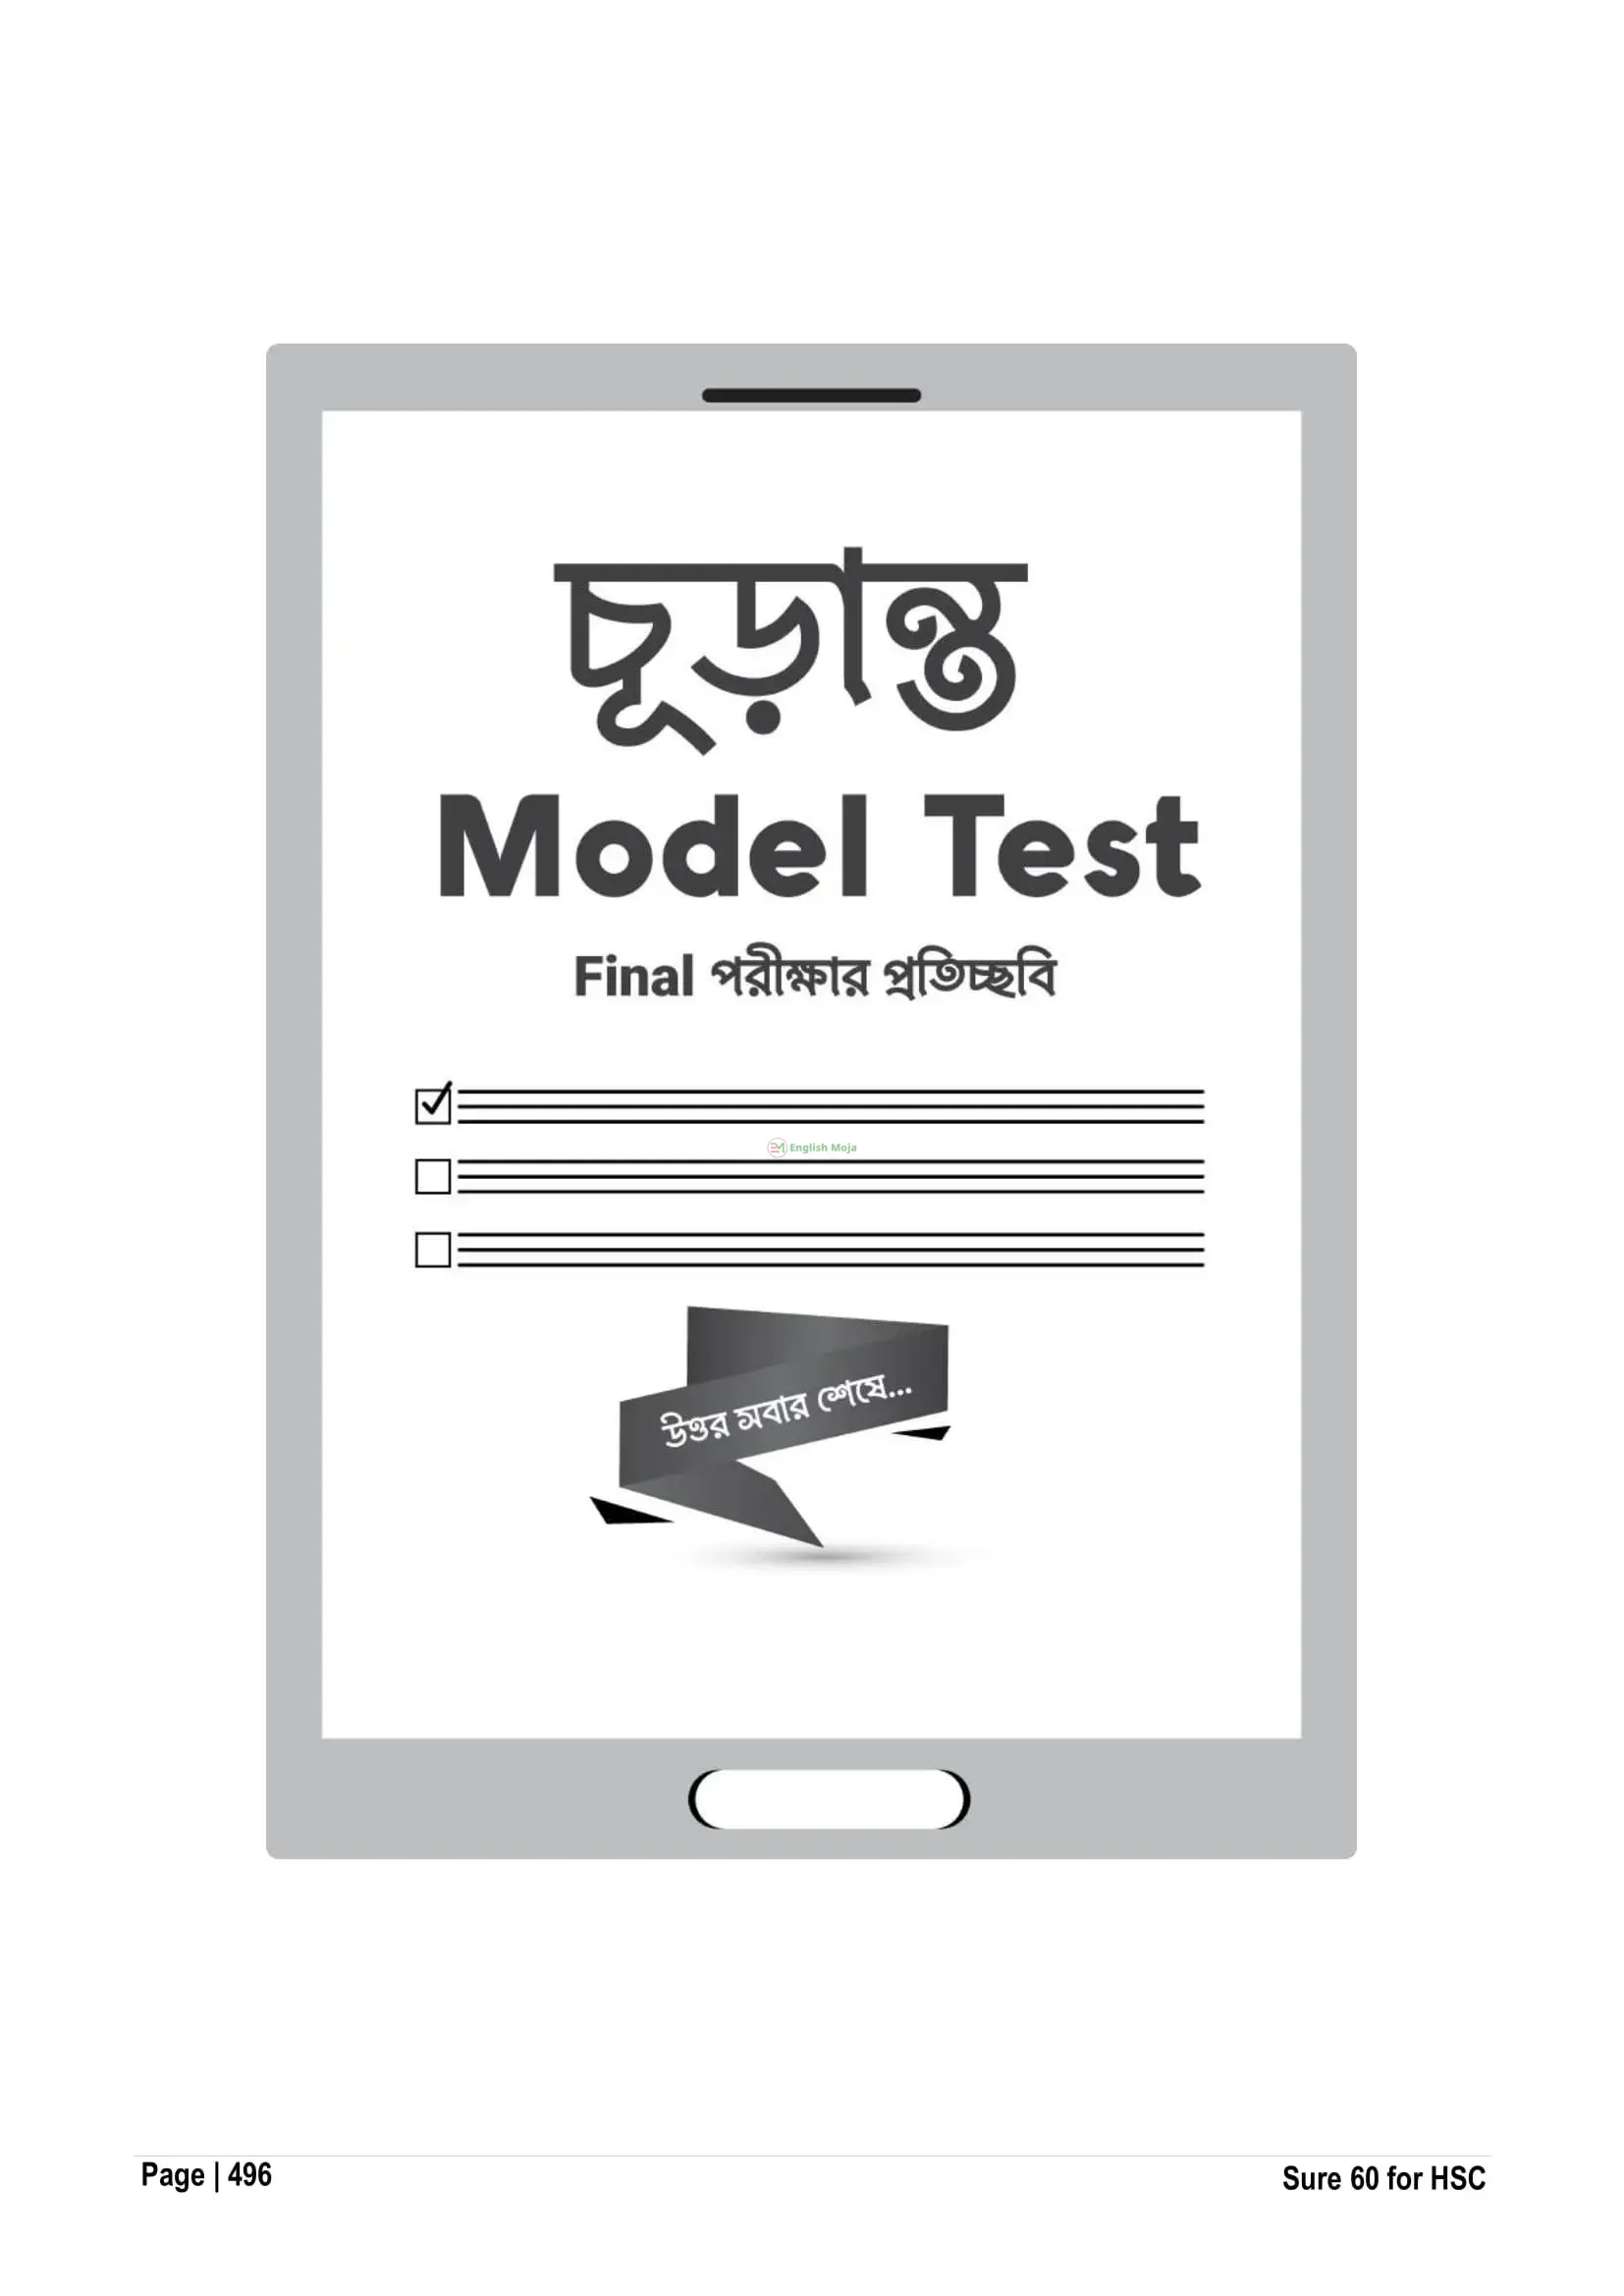 চূড়ান্ত
Model Test
Final পরীক্ষার প্রতিচ্ছবি
English Moja
উত্তর সবার শেষে...
Page | 496
Sure 60 for HSC